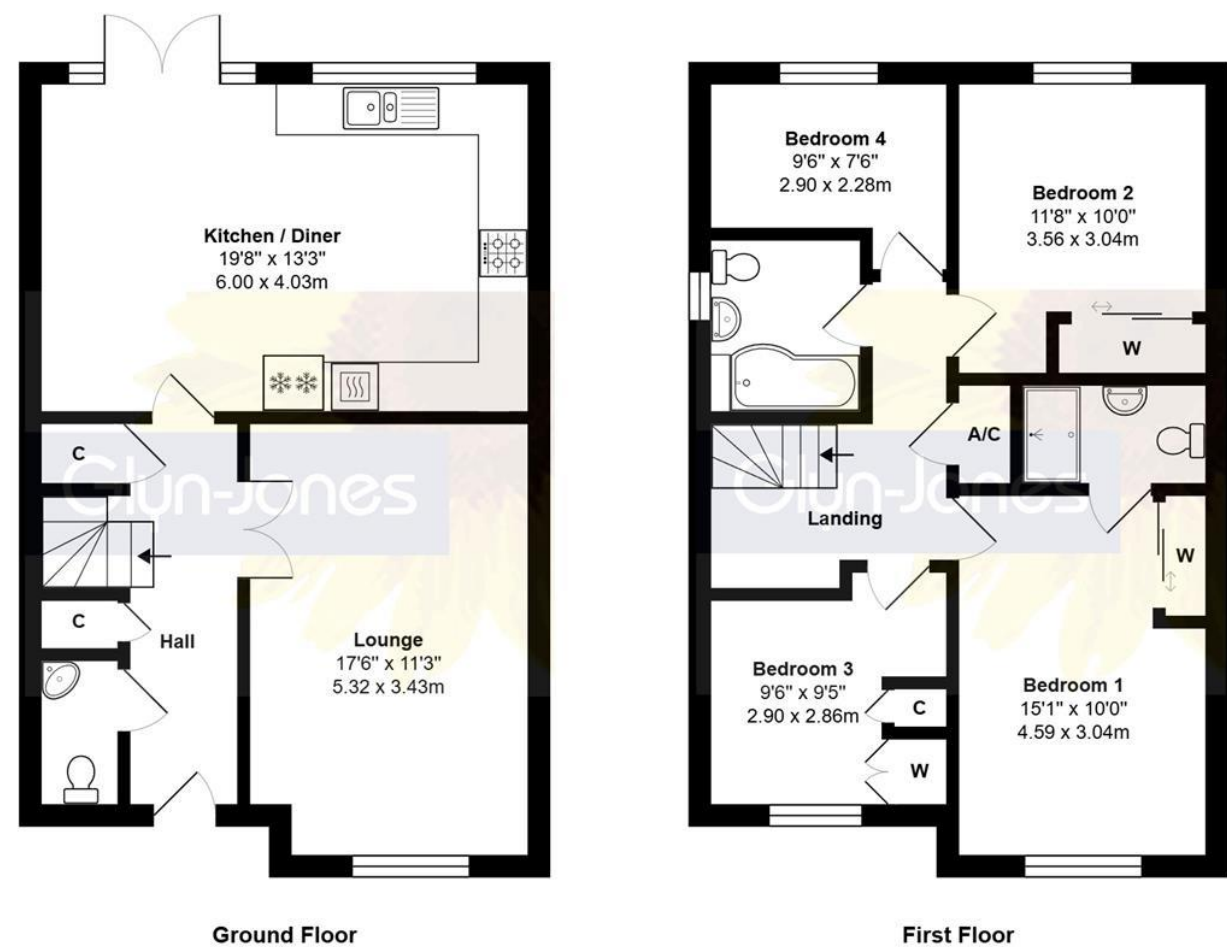 Kitchen / Diner
19'8" x 13'3"
6.00 x 4.03m
C
Glyn-Jones
C
Hall
Lounge
17'6" x 11'3"
5.32 x 3.43m
Ground Floor
Bedroom 4
9'6" x 7'6"
2.90 x 2.28m
Bedroom 2
11'8" x 10'0"
3.56 x 3.04m
W
A/C
Glyn-Jones
Landing
W
Bedroom 3
9'6" x 9'5"
2.90 x 2.86m
C
W
Bedroom 1
15'1" x 10'0"
4.59 x 3.04m
First Floor